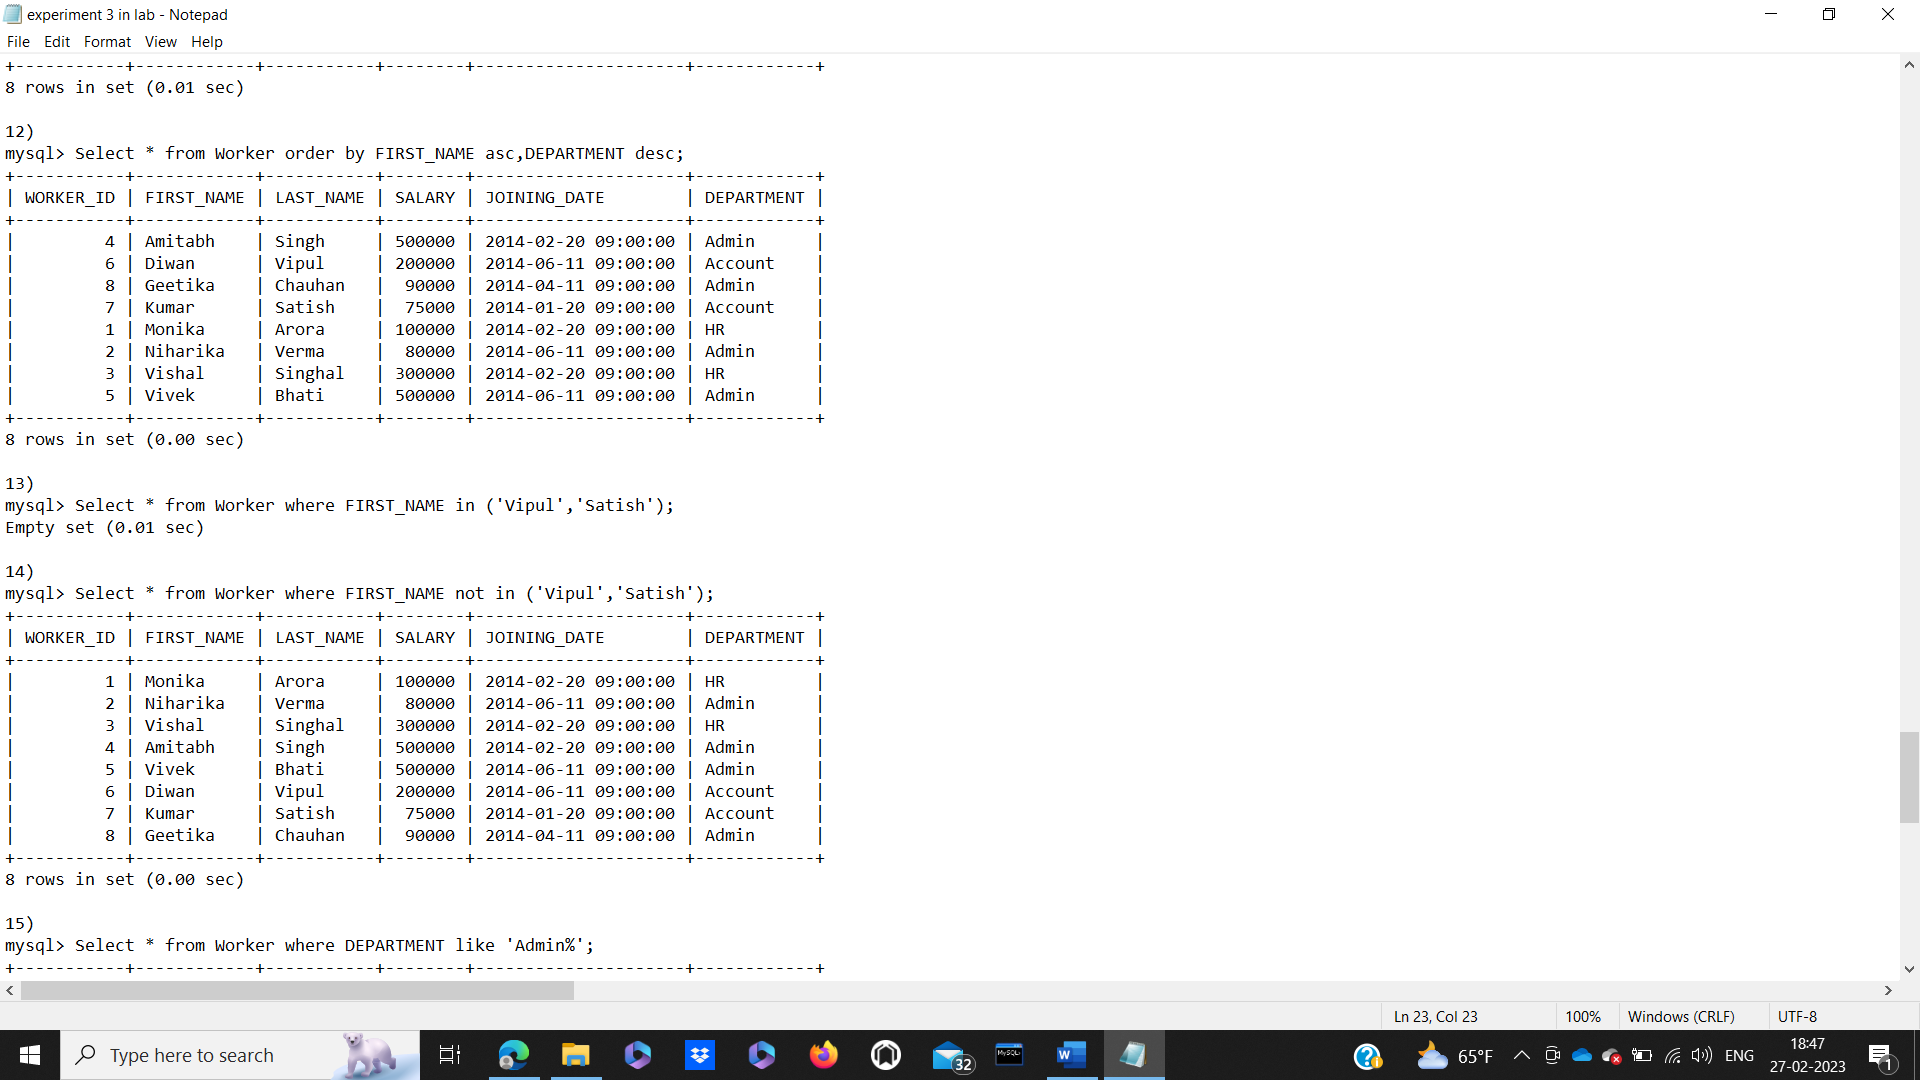 experiment 3 in lab - Notepad
File Edit Format View Help
+-----------+------------+-----------+--------+---------------------+------------+
8 rows in set (0.01 sec)
12)
mysql> Select * from Worker order by FIRST_NAME asc,DEPARTMENT desc;
+-----------+------------+-----------+--------+---------------------+------------+
| WORKER_ID | FIRST_NAME | LAST_NAME | SALARY | JOINING_DATE        | DEPARTMENT |
+-----------+------------+-----------+--------+---------------------+------------+
|         4 | Amitabh    | Singh     | 500000 | 2014-02-20 09:00:00 | Admin      |
|         6 | Diwan      | Vipul     | 200000 | 2014-06-11 09:00:00 | Account    |
|         8 | Geetika    | Chauhan   |  90000 | 2014-04-11 09:00:00 | Admin      |
|         7 | Kumar      | Satish    |  75000 | 2014-01-20 09:00:00 | Account    |
|         1 | Monika     | Arora     | 100000 | 2014-02-20 09:00:00 | HR         |
|         2 | Niharika   | Verma     |  80000 | 2014-06-11 09:00:00 | Admin      |
|         3 | Vishal     | Singhal   | 300000 | 2014-02-20 09:00:00 | HR         |
|         5 | Vivek      | Bhati     | 500000 | 2014-06-11 09:00:00 | Admin      |
+-----------+------------+-----------+--------+---------------------+------------+
8 rows in set (0.00 sec)
13)
mysql> Select * from Worker where FIRST_NAME in ('Vipul','Satish');
Empty set (0.01 sec)
14)
mysql> Select * from Worker where FIRST_NAME not in ('Vipul','Satish');
+-----------+------------+-----------+--------+---------------------+------------+
| WORKER_ID | FIRST_NAME | LAST_NAME | SALARY | JOINING_DATE        | DEPARTMENT |
+-----------+------------+-----------+--------+---------------------+------------+
|         1 | Monika     | Arora     | 100000 | 2014-02-20 09:00:00 | HR         |
|         2 | Niharika   | Verma     |  80000 | 2014-06-11 09:00:00 | Admin      |
|         3 | Vishal     | Singhal   | 300000 | 2014-02-20 09:00:00 | HR         |
|         4 | Amitabh    | Singh     | 500000 | 2014-02-20 09:00:00 | Admin      |
|         5 | Vivek      | Bhati     | 500000 | 2014-06-11 09:00:00 | Admin      |
|         6 | Diwan      | Vipul     | 200000 | 2014-06-11 09:00:00 | Account    |
|         7 | Kumar      | Satish    |  75000 | 2014-01-20 09:00:00 | Account    |
|         8 | Geetika    | Chauhan   |  90000 | 2014-04-11 09:00:00 | Admin      |
+-----------+------------+-----------+--------+---------------------+------------+
8 rows in set (0.00 sec)
15)
mysql> Select * from Worker where DEPARTMENT like 'Admin%';
+-----------+------------+-----------+--------+---------------------+------------+
Ln 23, Col 23 100% Windows (CRLF) UTF-8
Type here to search 32 W 65°F ENG 18:47
27-02-2023 1